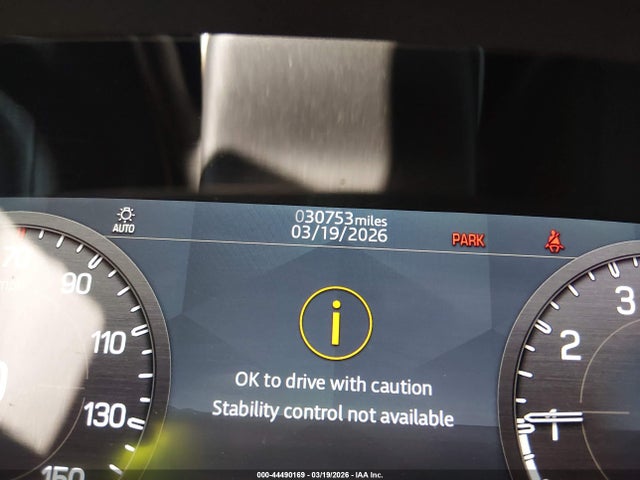 AUTO
030753miles
03/19/2026
PARK
90
110
130
150
3
2
1
OK to drive with caution
Stability control not available
000-44490169 - 03/19/2026 - IAA Inc.